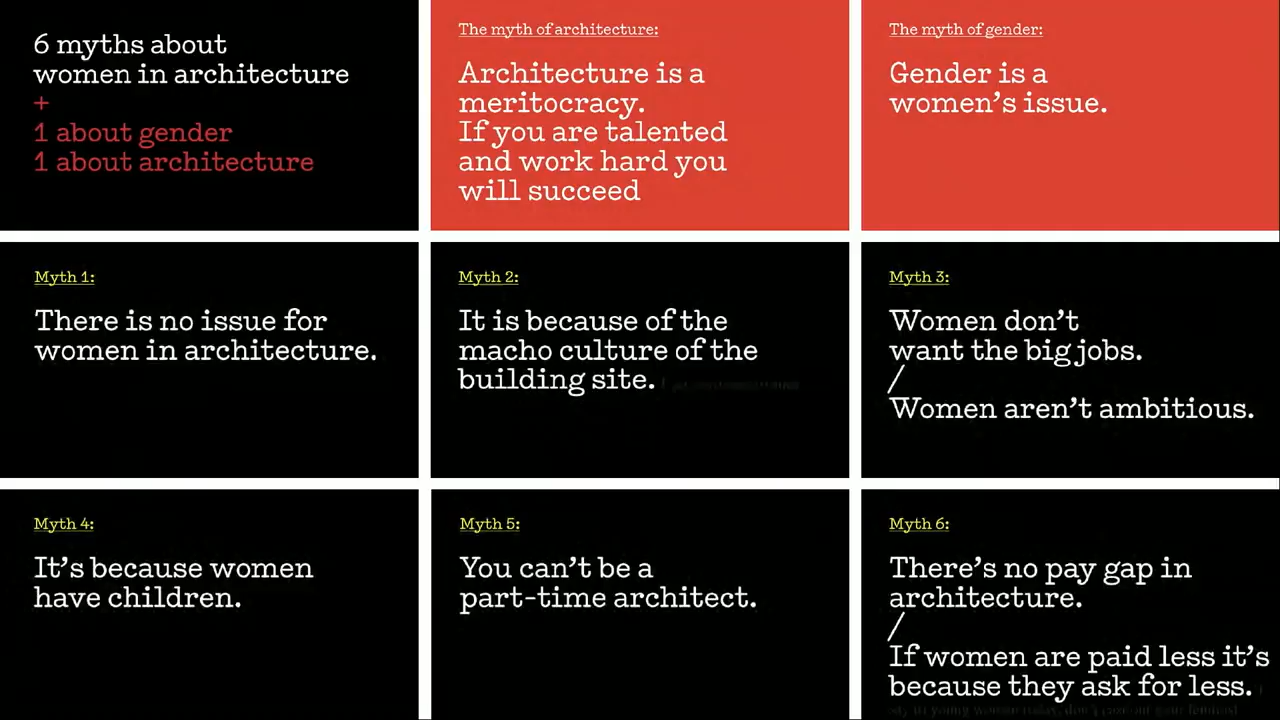 6 myths about
women in architecture
+
1 about gender
1 about architecture
The myth of architecture:
Architecture is a
meritocracy.
If you are talented
and work hard you
will succeed
The myth of gender:
Gender is a
women's issue.
Myth 1:
There is no issue for
women in architecture.
Myth 2:
It is because of the
macho culture of the
building site.
Myth 3:
Women don't
want the big jobs.
/
Women aren't ambitious.
Myth 4:
It's because women
have children.
Myth 5:
You can't be a
part-time architect.
Myth 6:
There's no pay gap in
architecture.
/
If women are paid less it's
because they ask for less.